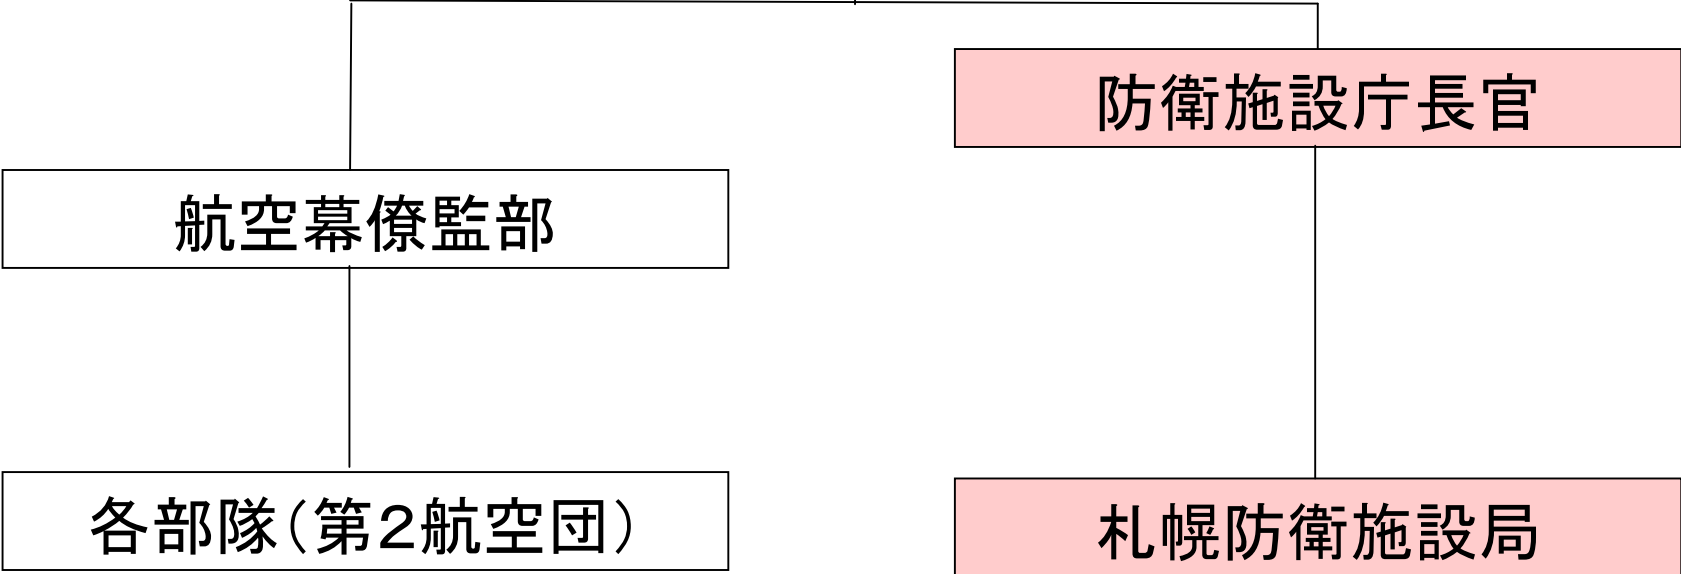 防衛施設庁長官
航空幕僚監部
各部隊（第２航空団）
札幌防衛施設局